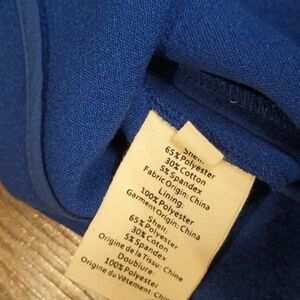 Shell:
65% Polyester
30% Cotton
5% Spandex
Fabric Origin: China
Lining:
100% Polyester
Garment Origin: China
Shell:
65% Polyester
30% Coton
5% Spandex
Origine de la Tissu: Chine
Doublure:
100% Polyester
Origine du Vêtement: Chine